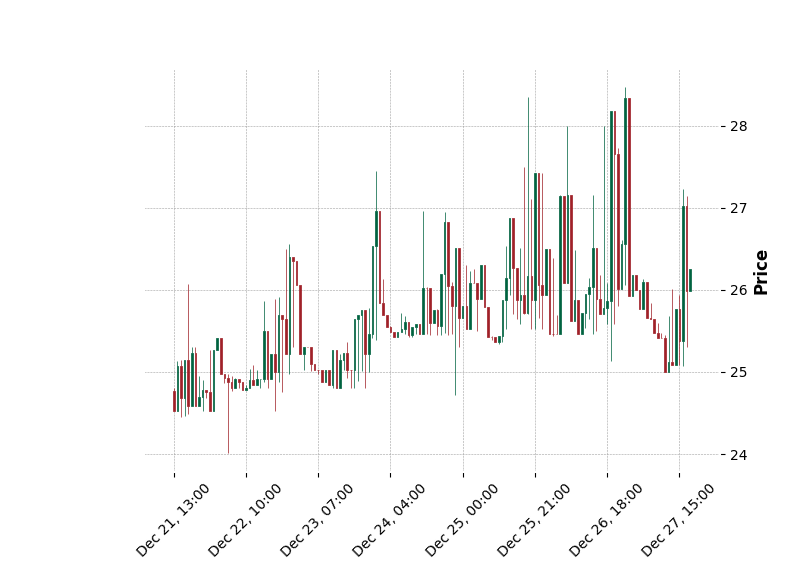 28
27
26
25
24
Price
Dec 21, 13:00
Dec 22, 10:00
Dec 23, 07:00
Dec 24, 04:00
Dec 25, 00:00
Dec 25, 21:00
Dec 26, 18:00
Dec 27, 15:00